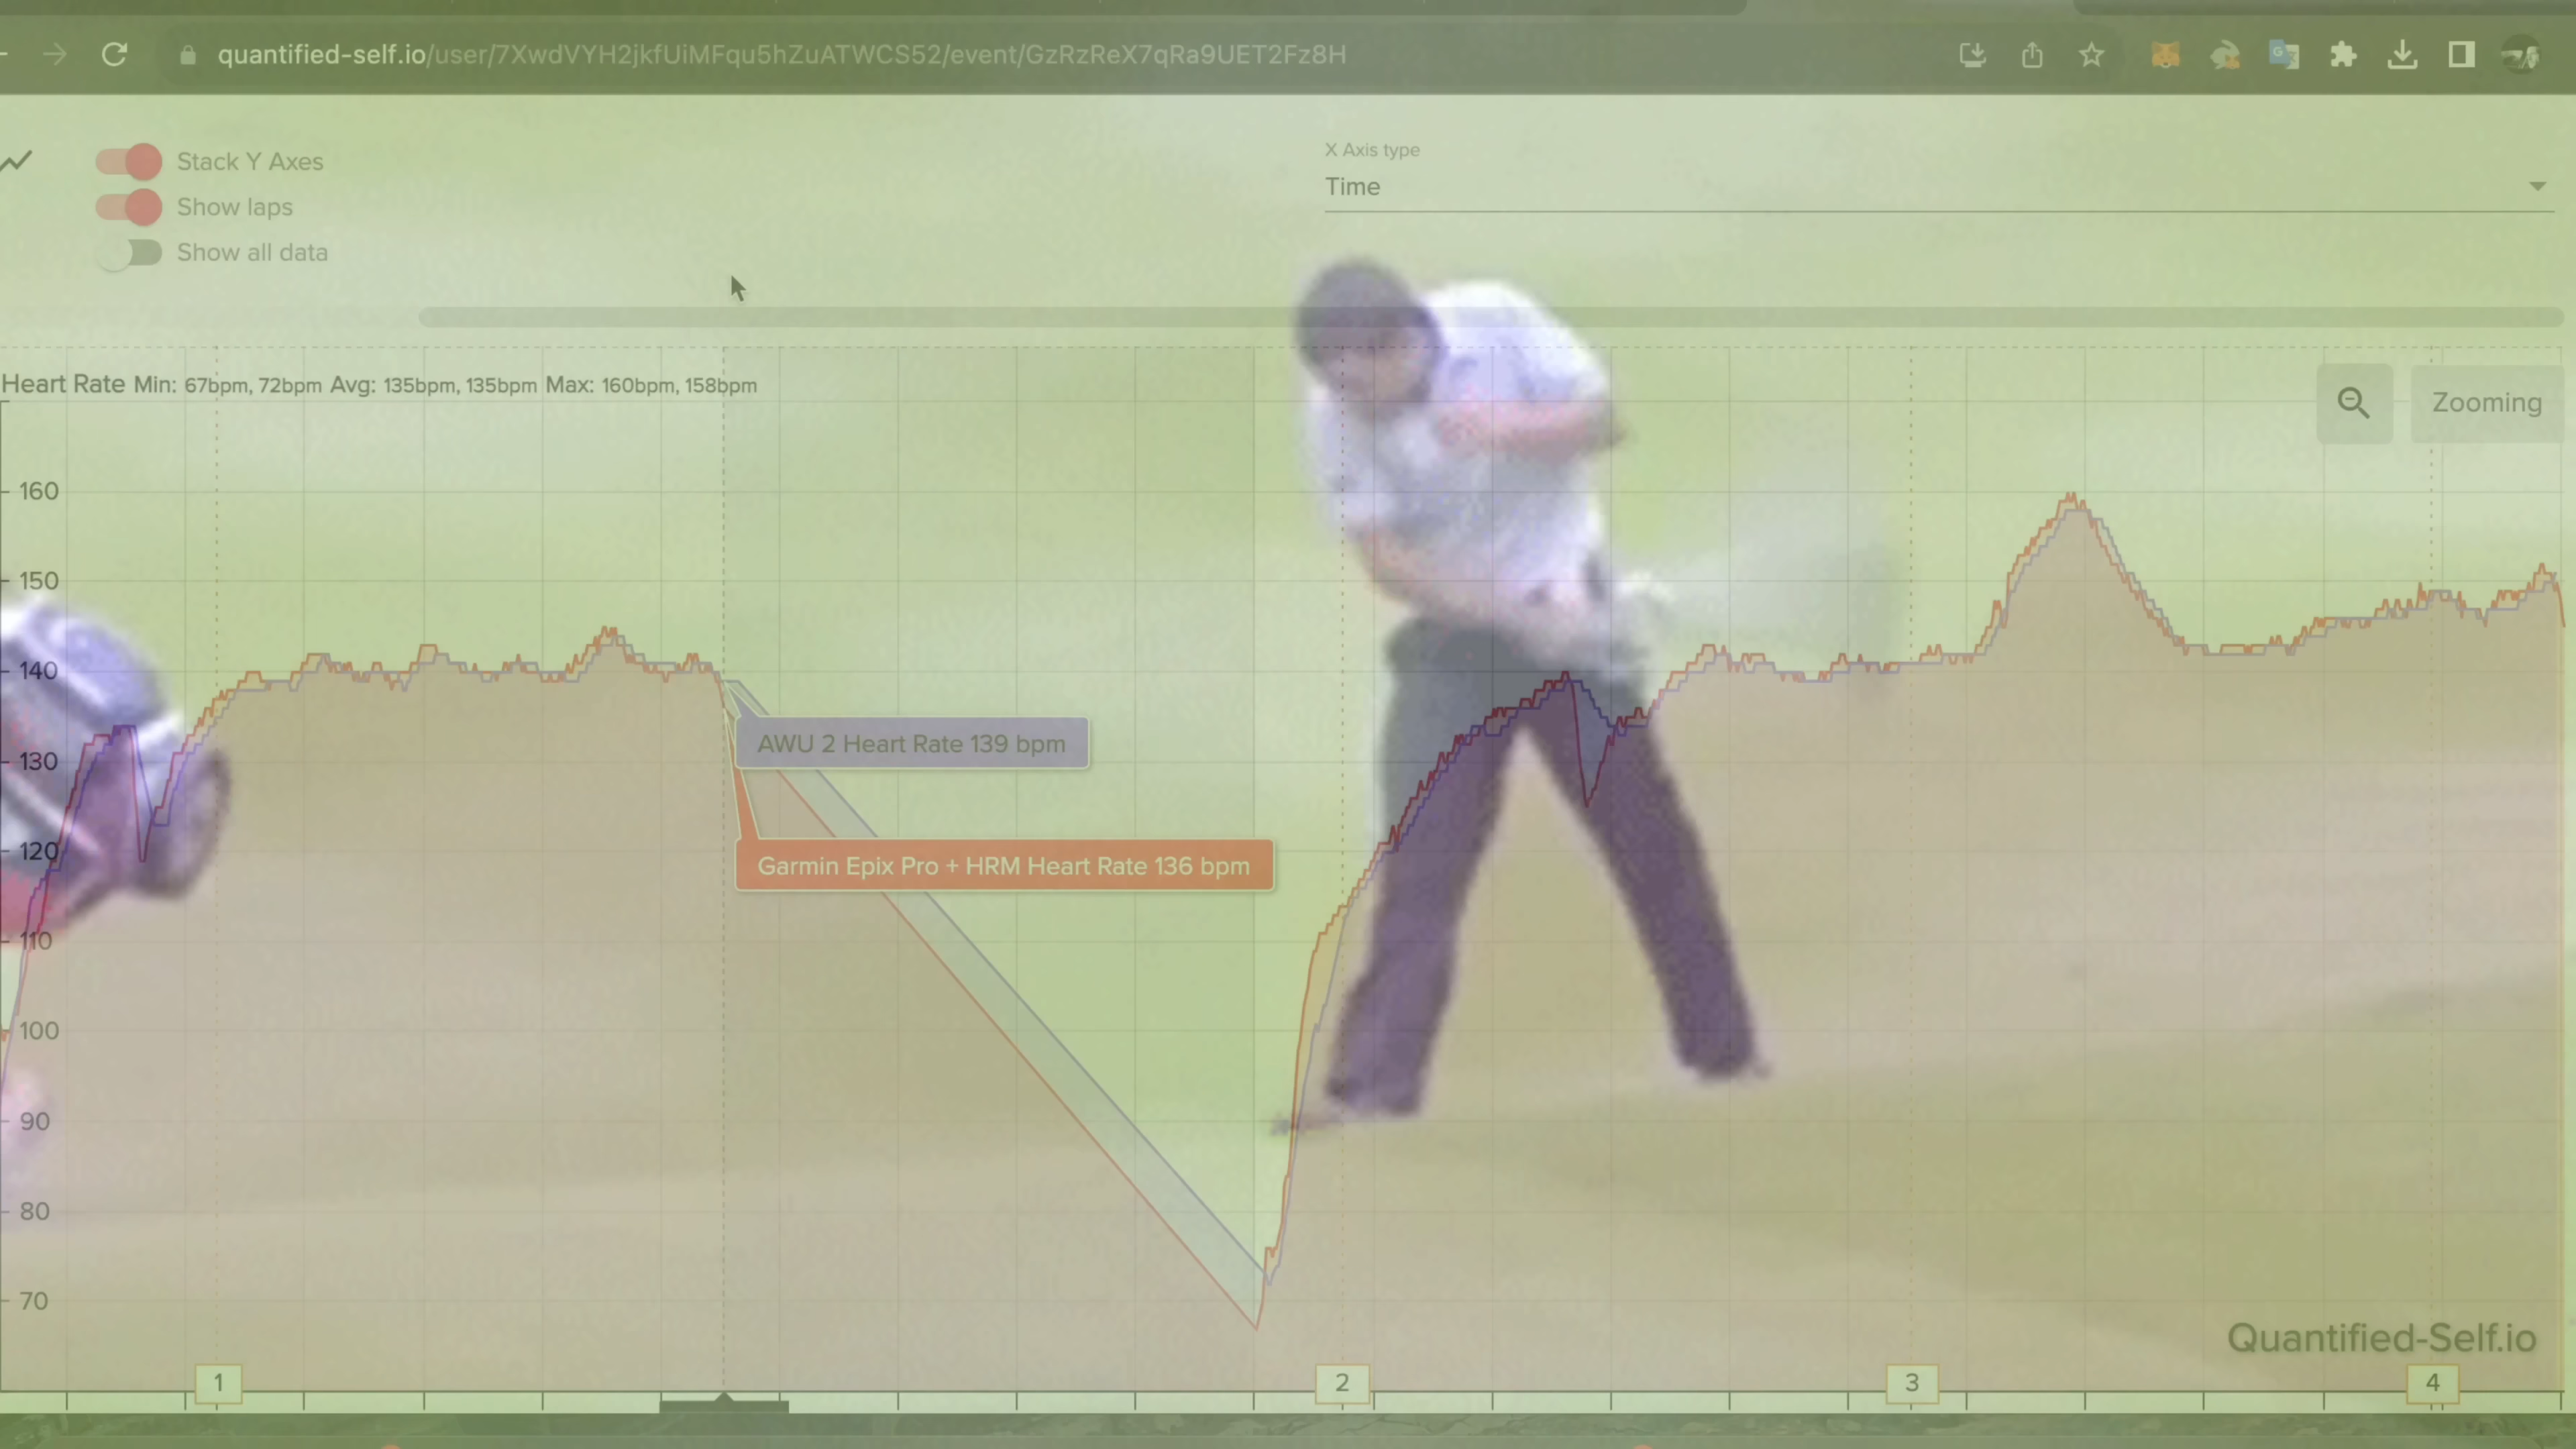 quantified-self.io/user/7XwdVYH2jkfUiMFqu5hZuATWCS52/event/GzRzReX7qRa9UET2Fz8H
Stack Y Axes
Show laps
Show all data
X Axis type
Time
Heart Rate Min: 67bpm, 72bpm Avg: 135bpm, 135bpm Max: 160bpm, 158bpm
Zooming
160
150
140
130
120
110
100
90
80
70
AWU 2 Heart Rate 139 bpm
Garmin Epix Pro + HRM Heart Rate 136 bpm
Quantified-Self.io
1
2
3
4